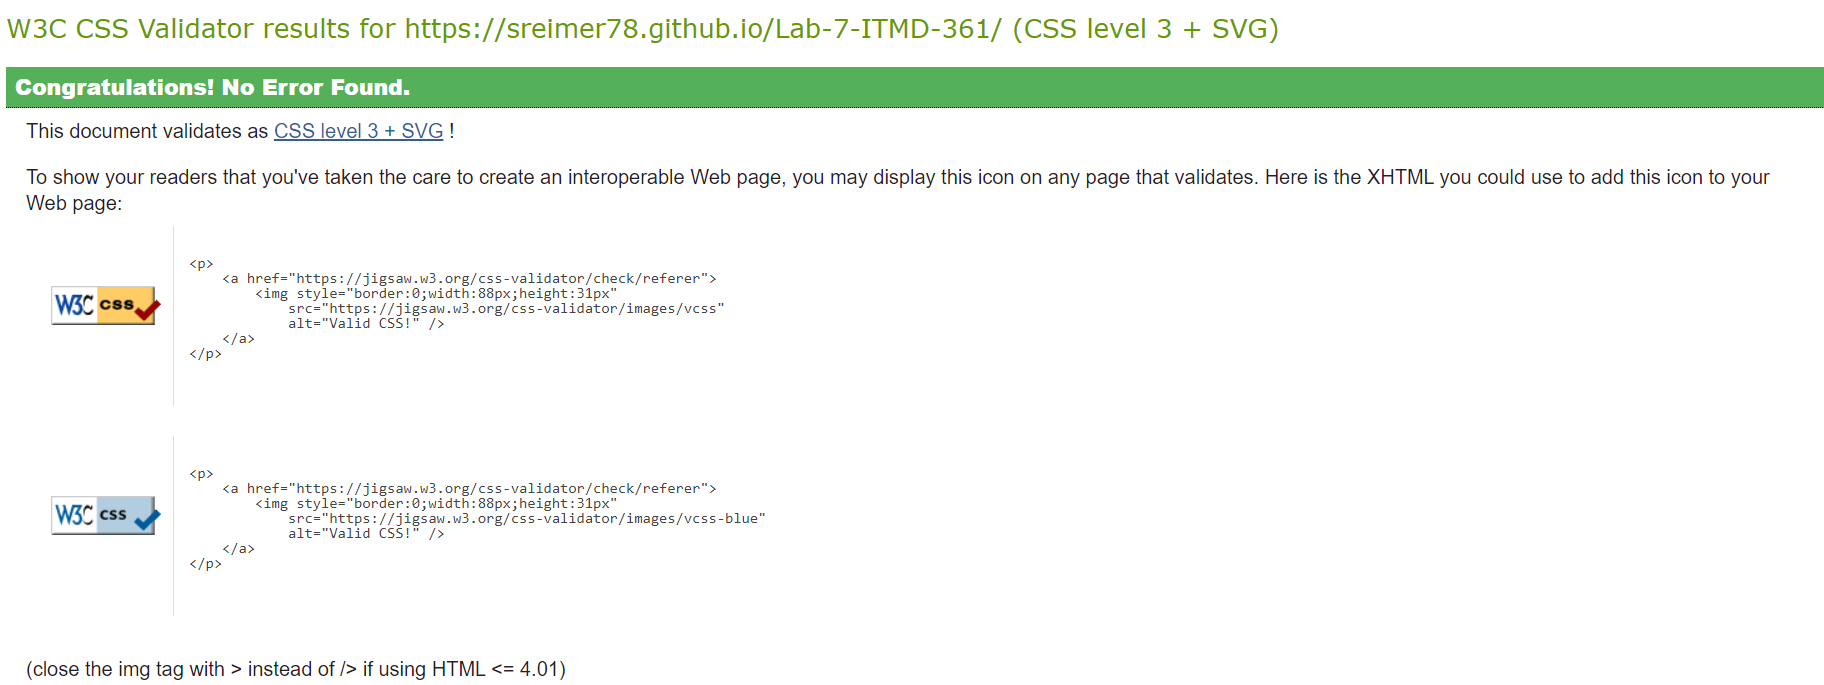 W3C CSS Validator results for https://sreimer78.github.io/Lab-7-ITMD-361/ (CSS level 3 + SVG)
Congratulations! No Error Found.
This document validates as CSS level 3 + SVG !
To show your readers that you've taken the care to create an interoperable Web page, you may display this icon on any page that validates. Here is the XHTML you could use to add this icon to your
Web page:
W3C css
<p>
    <a href="https://jigsaw.w3.org/css-validator/check/referer">
        <img style="border:0;width:88px;height:31px"
            src="https://jigsaw.w3.org/css-validator/images/vcss"
            alt="Valid CSS!" />
    </a>
</p>
W3C css
<p>
    <a href="https://jigsaw.w3.org/css-validator/check/referer">
        <img style="border:0;width:88px;height:31px"
            src="https://jigsaw.w3.org/css-validator/images/vcss-blue"
            alt="Valid CSS!" />
    </a>
</p>
(close the img tag with > instead of /> if using HTML <= 4.01)